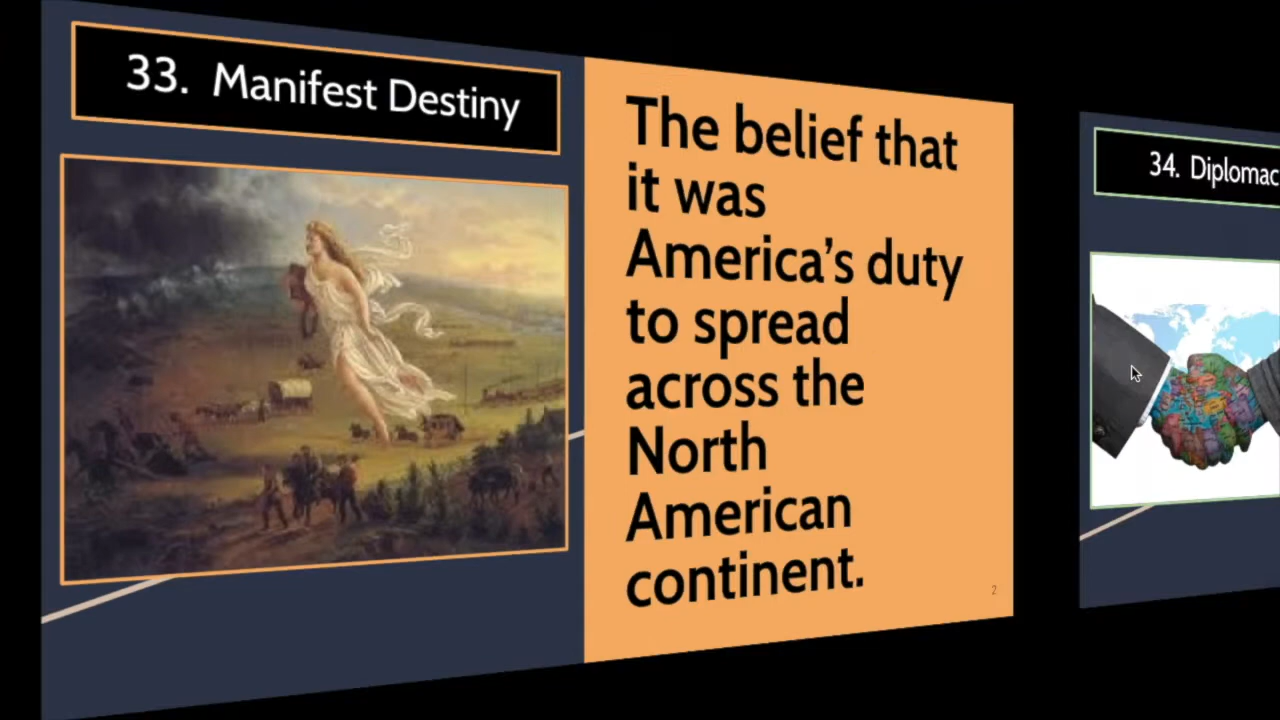 33. Manifest Destiny
The belief that
it was
America's duty
to spread
across the
North
American
continent.
2
34. Diplomac